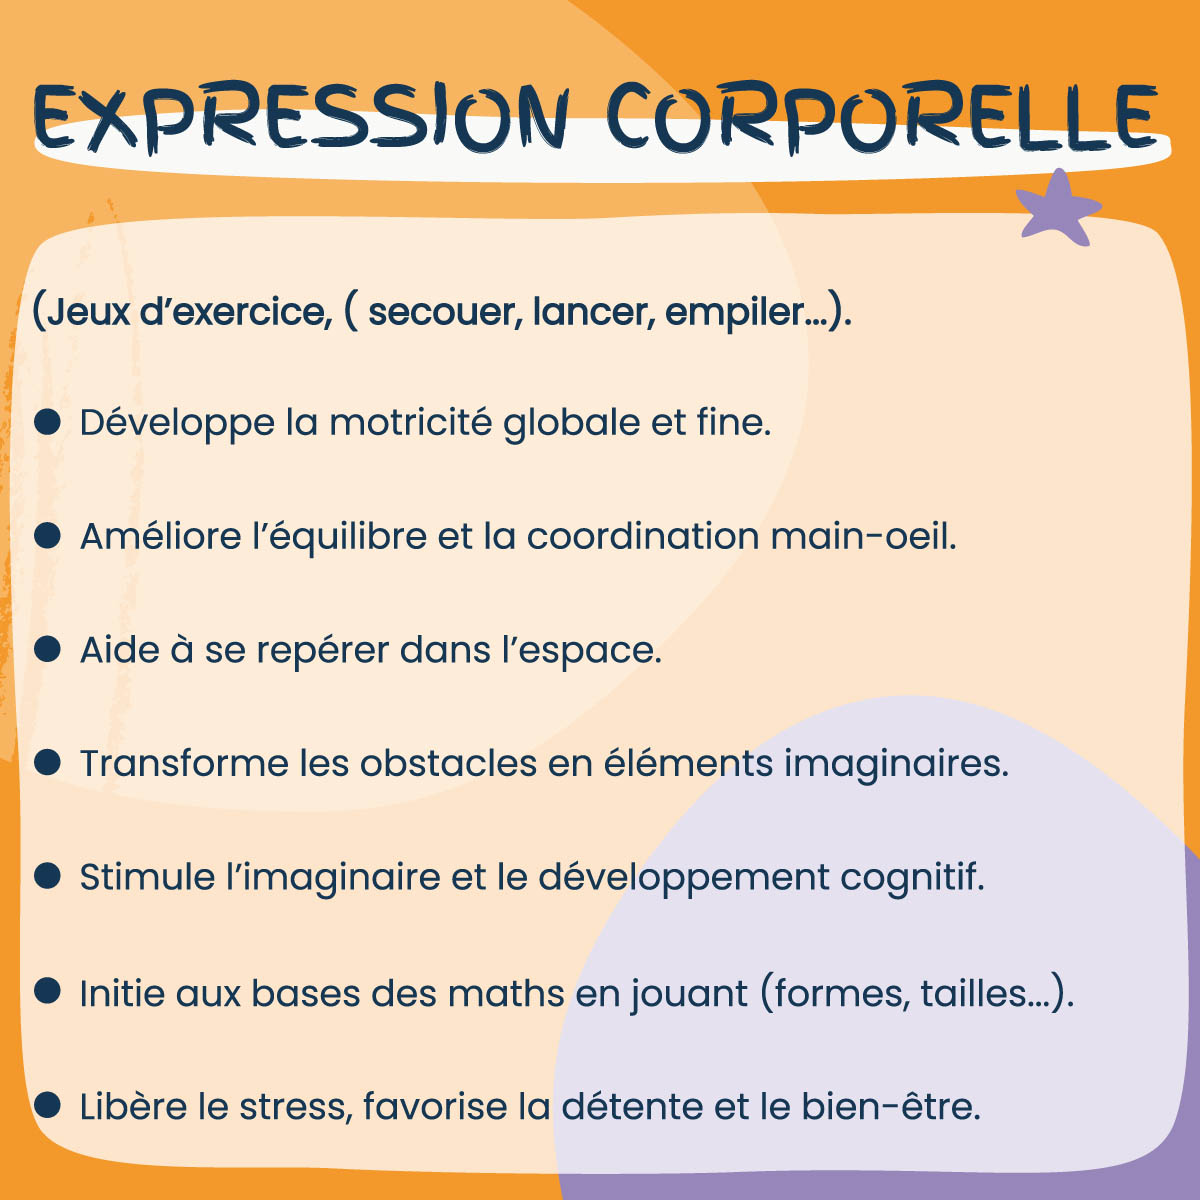 EXPRESSION CORPORELLE
(Jeux d’exercice, ( secouer, lancer, empiler...).
● Développe la motricité globale et fine.
● Améliore l’équilibre et la coordination main-oeil.
● Aide à se repérer dans l’espace.
● Transforme les obstacles en éléments imaginaires.
● Stimule l’imaginaire et le développement cognitif.
● Initie aux bases des maths en jouant (formes, tailles...).
● Libère le stress, favorise la détente et le bien-être.